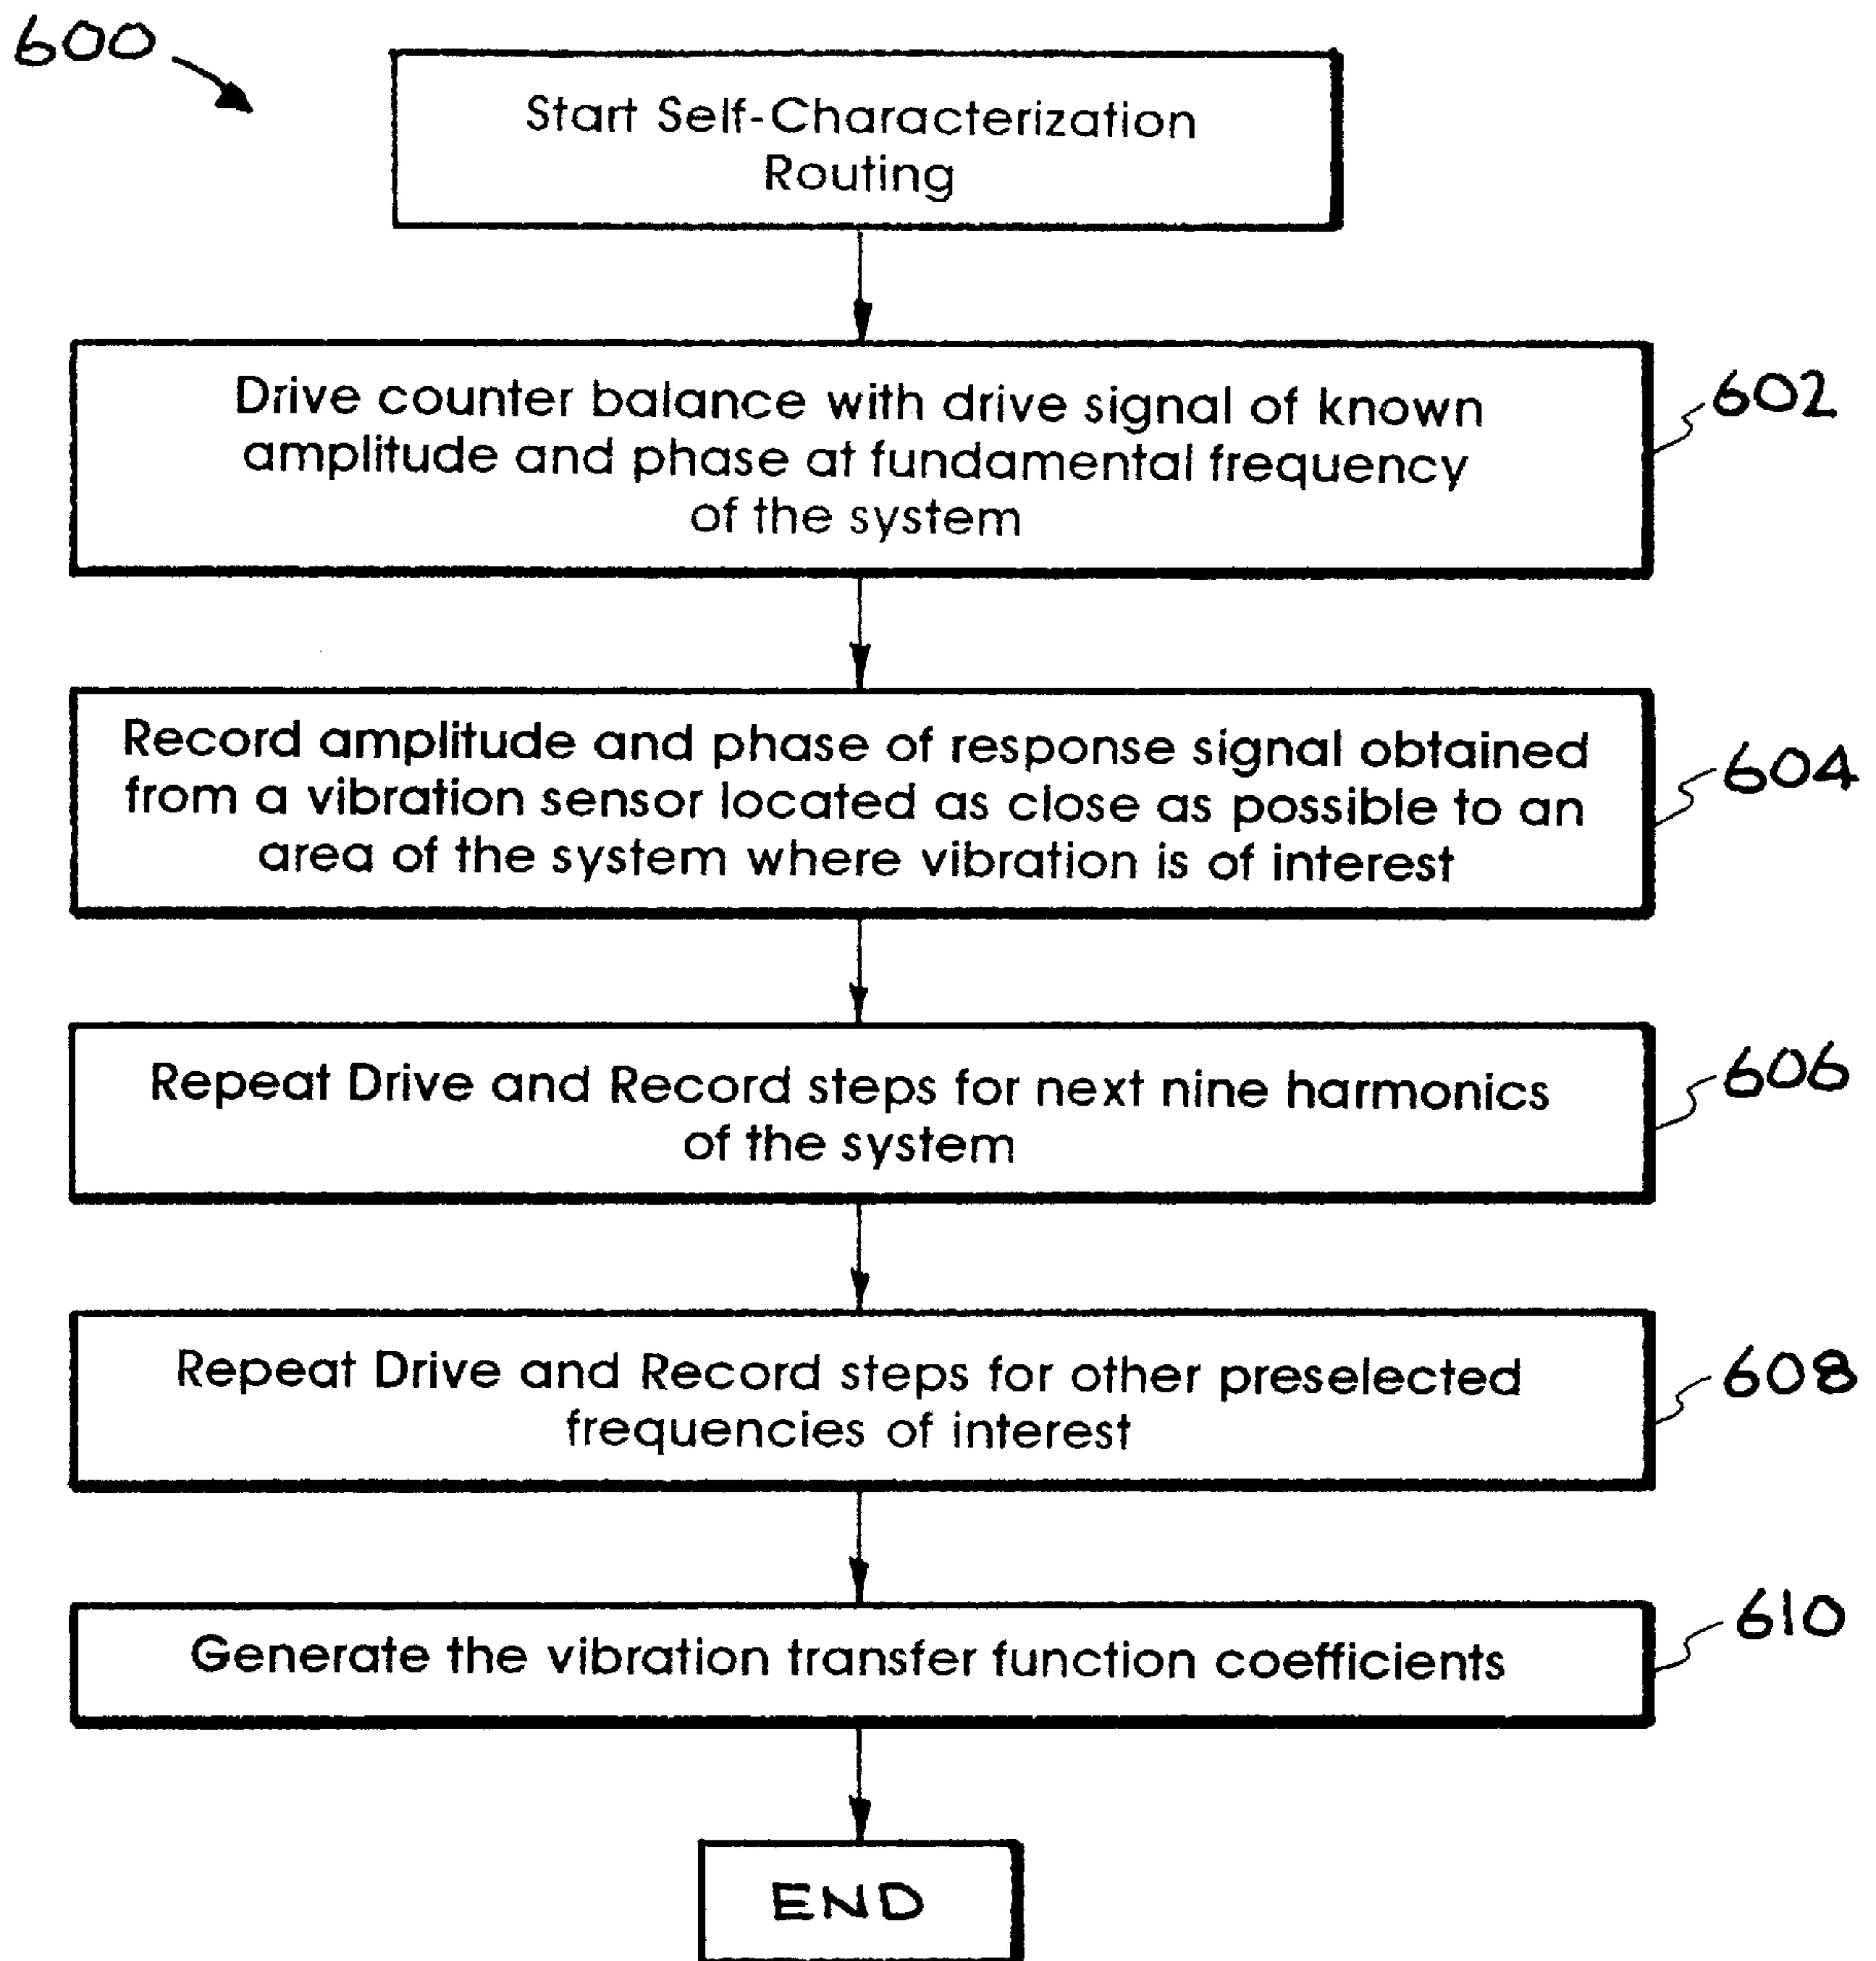 600
Start Self-Characterization
Routing
Drive counter balance with drive signal of known
amplitude and phase at fundamental frequency
of the system
602
Record amplitude and phase of response signal obtained
from a vibration sensor located as close as possible to an
area of the system where vibration is of interest
604
Repeat Drive and Record steps for next nine harmonics
of the system
606
Repeat Drive and Record steps for other preselected
frequencies of interest
608
Generate the vibration transfer function coefficients
610
END